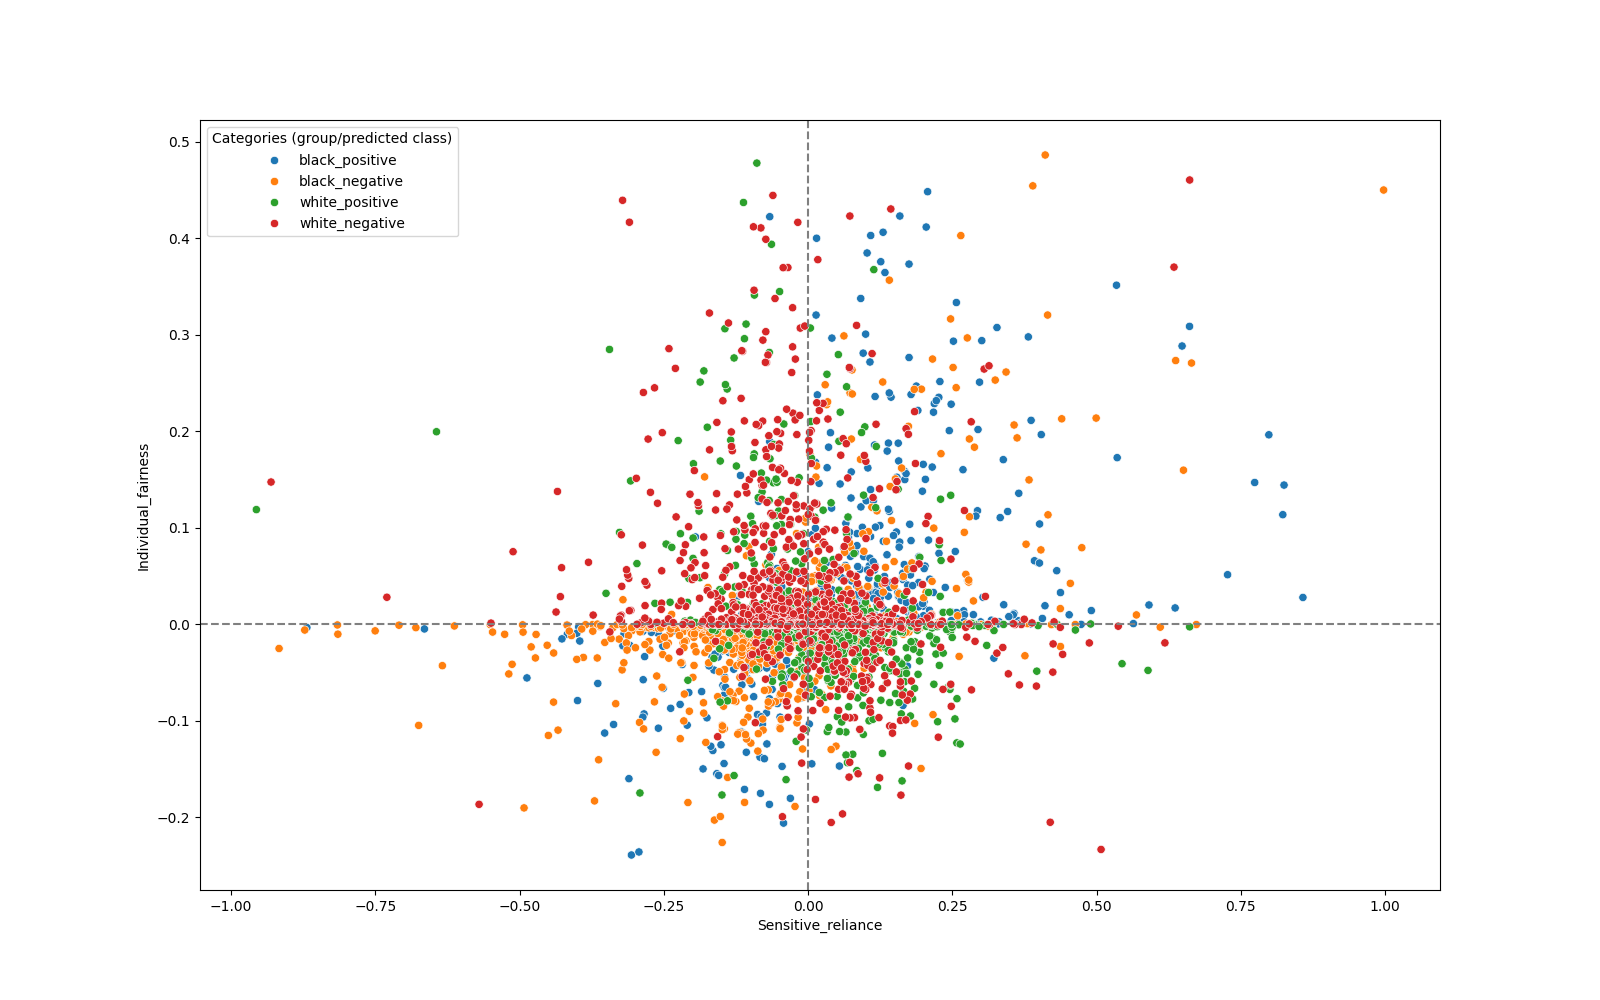 Categories (group/predicted class)
black_positive
black_negative
white_positive
white_negative
0.5
0.4
0.3
0.2
0.1
0.0
−0.1
−0.2
Individual_fairness
−1.00 −0.75 −0.50 −0.25 0.00 0.25 0.50 0.75 1.00
Sensitive_reliance